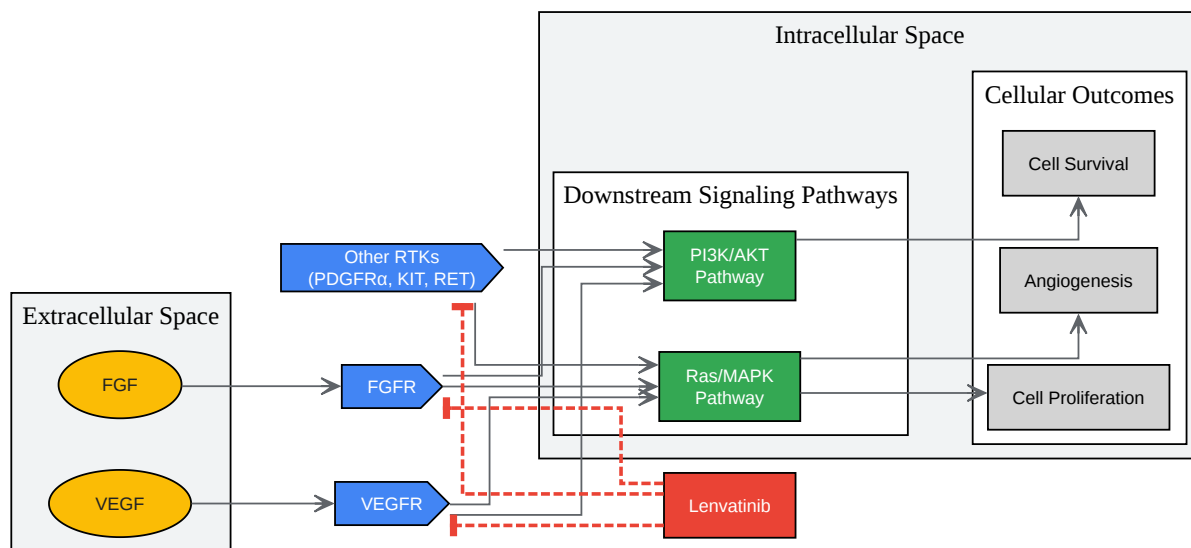 Intracellular Space
Cellular Outcomes
Cell Survival
Downstream Signaling Pathways
Other RTKs
(PDGFRα, KIT, RET)
PI3K/AKT
Pathway
Angiogenesis
Extracellular Space
FGF
FGFR
Ras/MAPK
Pathway
Cell Proliferation
VEGF
VEGFR
Lenvatinib